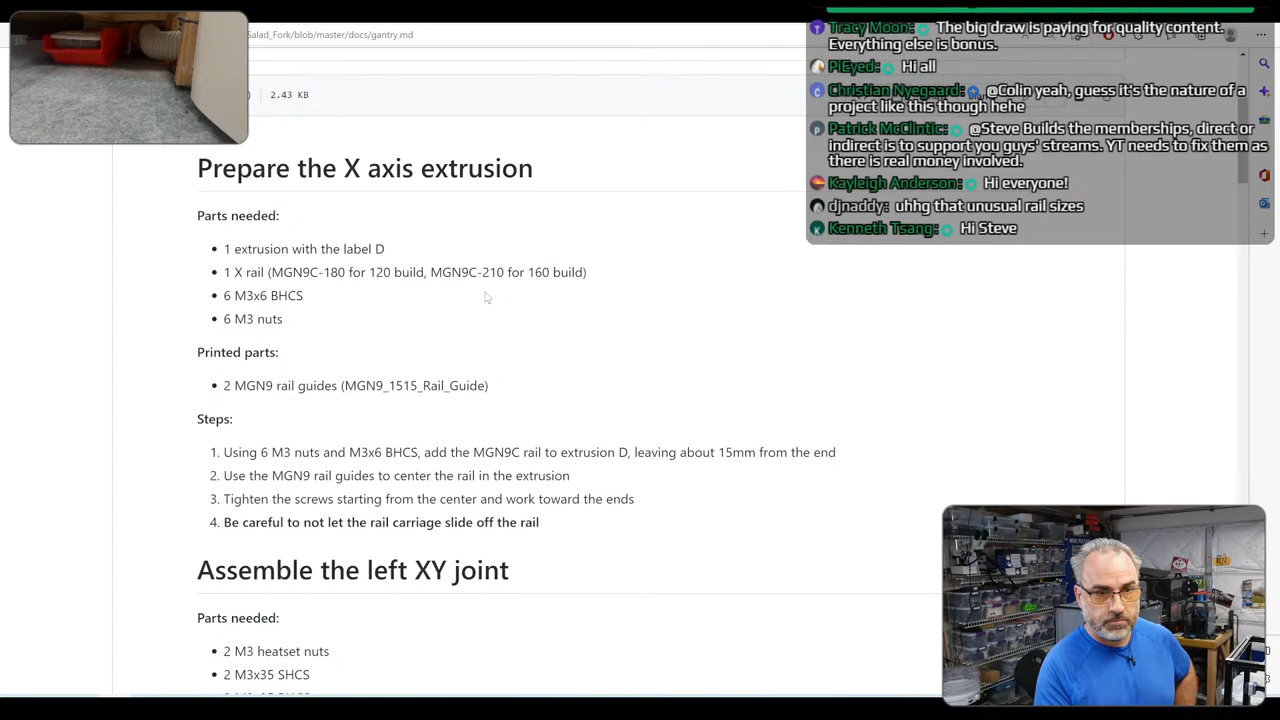 Salad_Fork/blob/master/docs/gantry.md
2.43 KB
Prepare the X axis extrusion
Parts needed:
1 extrusion with the label D
1 X rail (MGN9C-180 for 120 build, MGN9C-210 for 160 build)
6 M3x6 BHCS
6 M3 nuts
Printed parts:
2 MGN9 rail guides (MGN9_1515_Rail_Guide)
Steps:
1. Using 6 M3 nuts and M3x6 BHCS, add the MGN9C rail to extrusion D, leaving about 15mm from the end
2. Use the MGN9 rail guides to center the rail in the extrusion
3. Tighten the screws starting from the center and work toward the ends
4. Be careful to not let the rail carriage slide off the rail
Assemble the left XY joint
Parts needed:
2 M3 heatset nuts
2 M3x35 SHCS
Tracy Moon: The big draw is paying for quality content.
Everything else is bonus.
PiEyed: Hi all
Christian Nyegaard: @Colin yeah, guess it's the nature of a
project like this though hehe
Patrick McClintic: @Steve Builds the memberships, direct or
indirect is to support you guys' streams. YT needs to fix them as
there is real money involved.
Kayleigh Anderson: Hi everyone!
djnaddy: uhhg that unusual rail sizes
Kenneth Tsang: Hi Steve